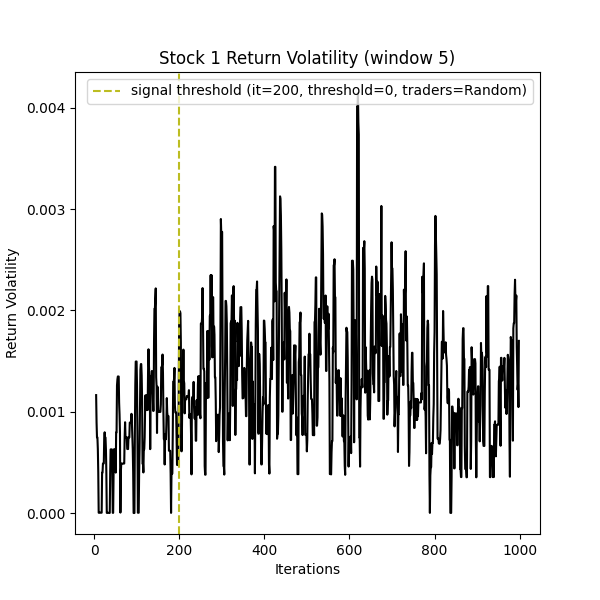 Stock 1 Return Volatility (window 5)
signal threshold (it=200, threshold=0, traders=Random)
0.004
0.003
0.002
0.001
0.000
Return Volatility
0 200 400 600 800 1000
Iterations